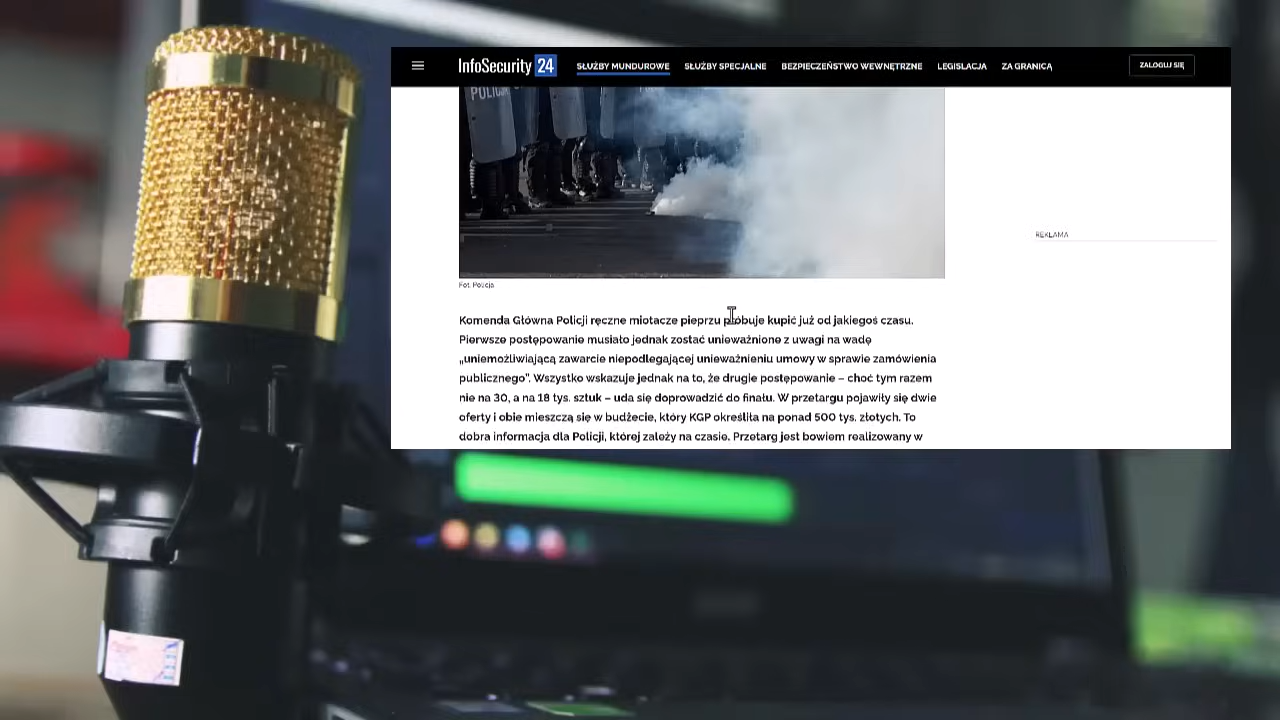 InfoSecurity 24
SŁUŻBY MUNDUROWE SŁUŻBY SPECJALNE BEZPIECZEŃSTWO WEWNĘTRZNE LEGISLACJA ZA GRANICĄ
ZALOGUJ SIĘ
POLICJA
REKLAMA
Fot. Policja
Komenda Główna Policji ręczne miotacze pieprzu próbuje kupić już od jakiegoś czasu.
Pierwsze postępowanie musiało jednak zostać unieważnione z uwagi na wadę
„uniemożliwiającą zawarcie niepodlegającej unieważnieniu umowy w sprawie zamówienia
publicznego”. Wszystko wskazuje jednak na to, że drugie postępowanie – choć tym razem
nie na 30, a na 18 tys. sztuk – uda się doprowadzić do finału. W przetargu pojawiły się dwie
oferty i obie mieszczą się w budżecie, który KGP określiła na ponad 500 tys. złotych. To
dobra informacja dla Policji, której zależy na czasie. Przetarg jest bowiem realizowany w